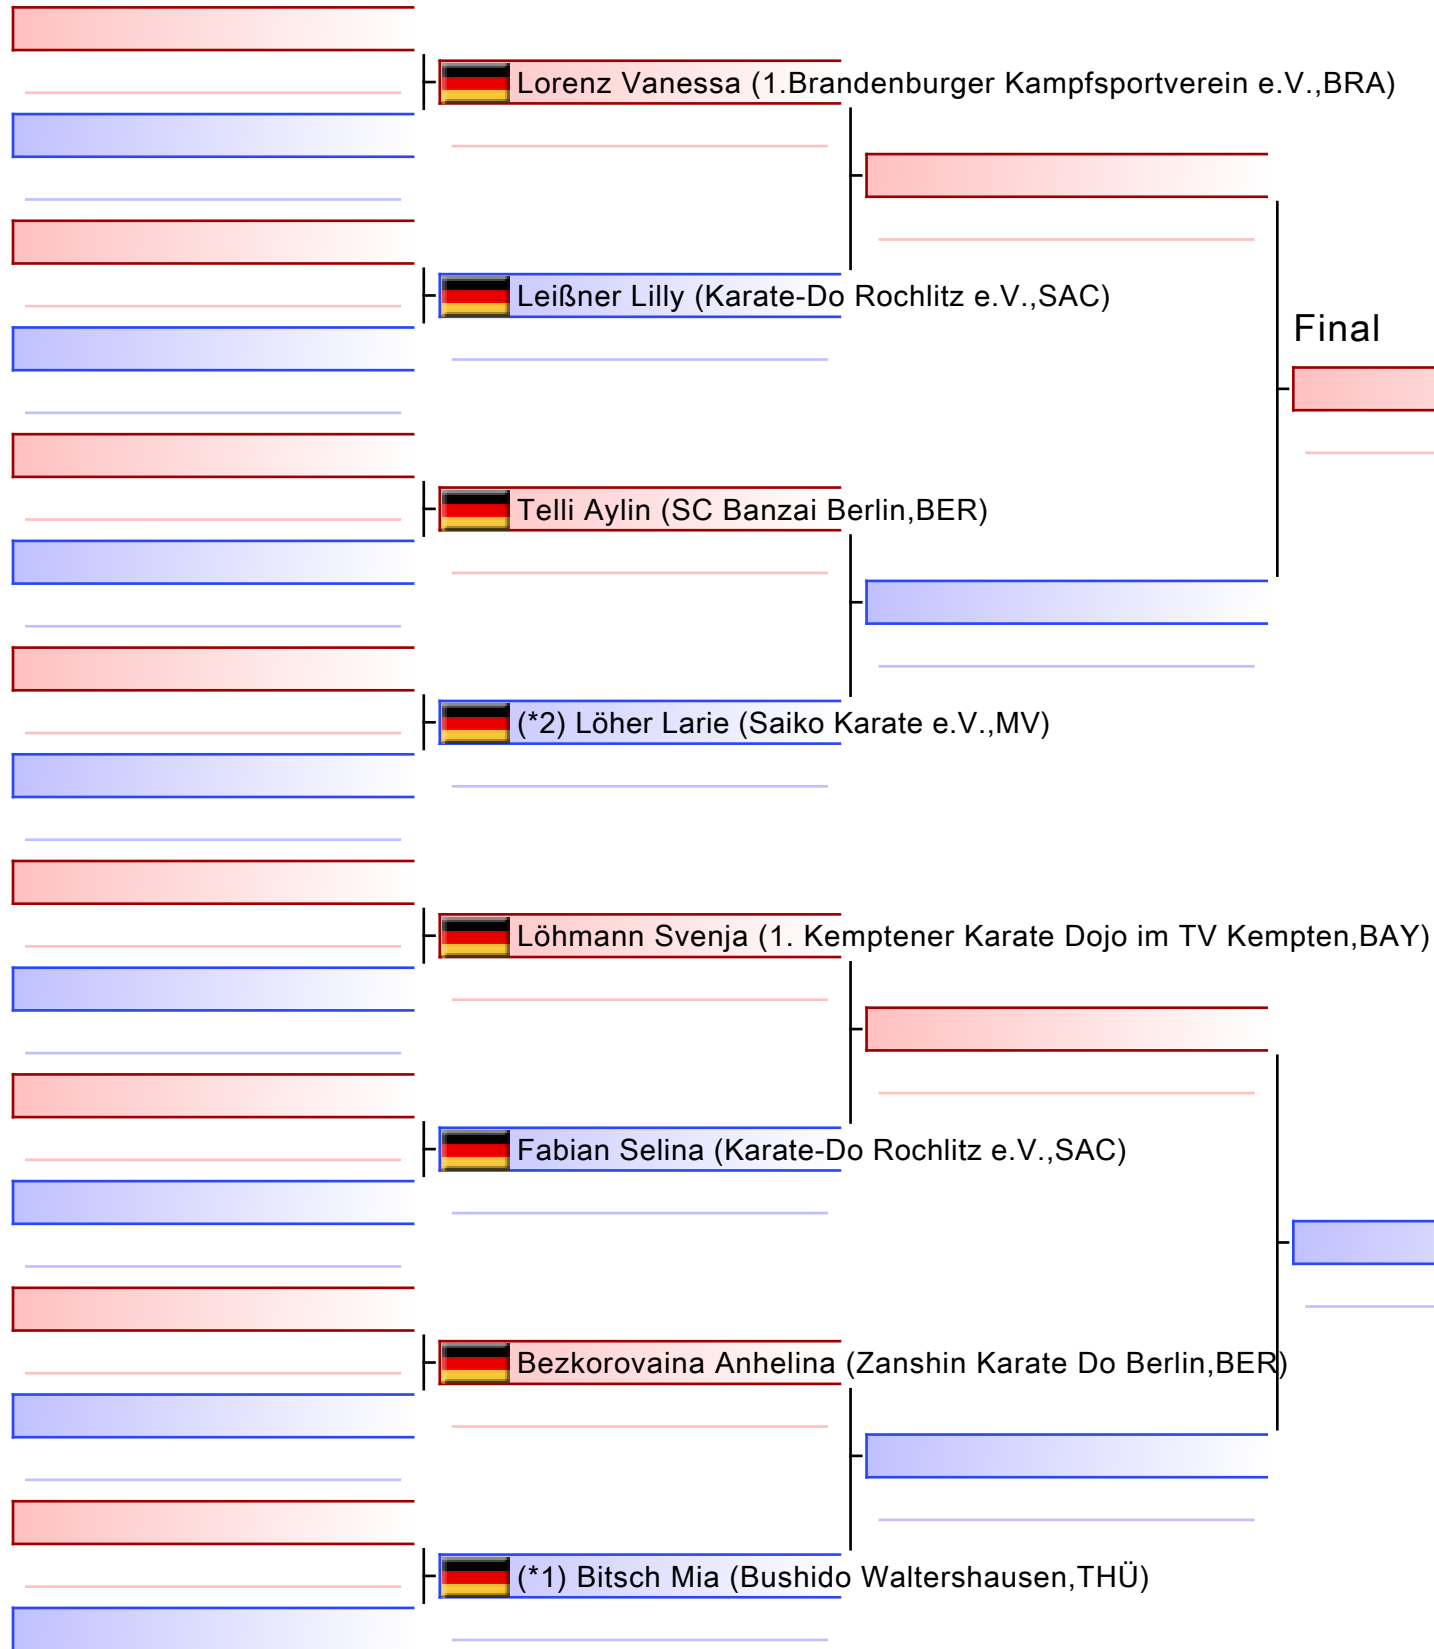 Lorenz Vanessa (1.Brandenburger Kampfsportverein e.V.,BRA)
Leißner Lilly (Karate-Do Rochlitz e.V.,SAC)
Final
Telli Aylin (SC Banzai Berlin,BER)
(*2) Löher Larie (Saiko Karate e.V.,MV)
Löhmann Svenja (1. Kemptener Karate Dojo im TV Kempten,BAY)
Fabian Selina (Karate-Do Rochlitz e.V.,SAC)
Bezkorovaina Anhelina (Zanshin Karate Do Berlin,BER)
(*1) Bitsch Mia (Bushido Waltershausen,THÜ)